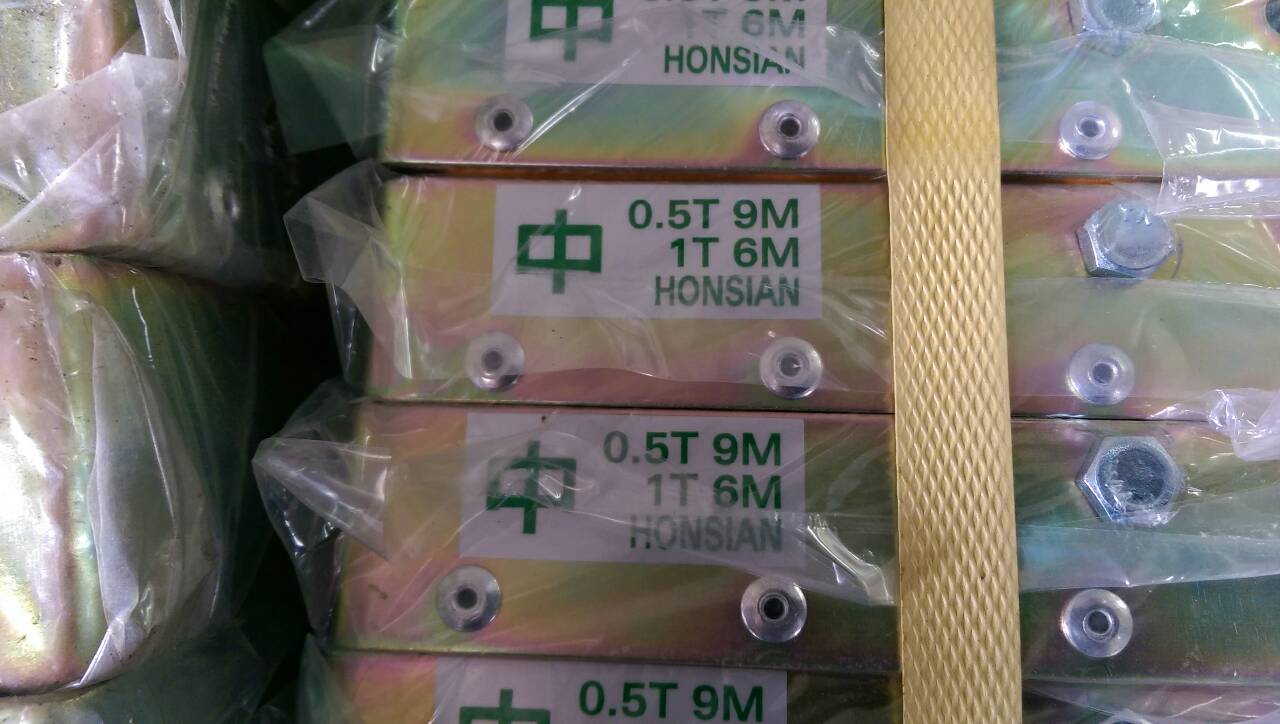 中
1T 6M
HONSIAN
中
0.5T 9M
1T 6M
HONSIAN
中
0.5T 9M
1T 6M
HONSIAN
0.5T 9M